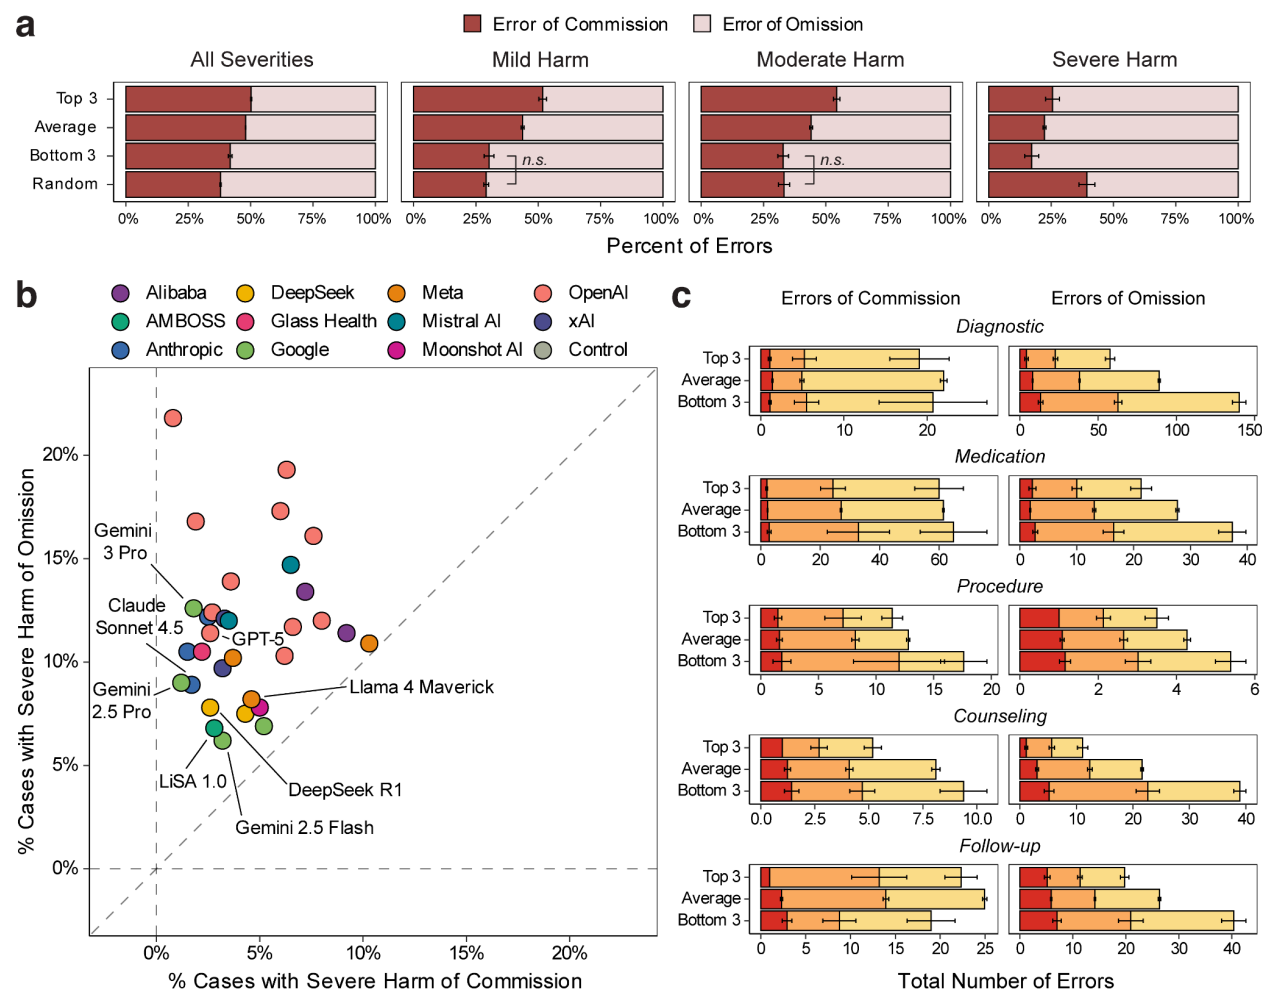 a
Error of Commission
Error of Omission
All Severities
Mild Harm
Moderate Harm
Severe Harm
Top 3
Average
Bottom 3
Random
n.s.
n.s.
0% 25% 50% 75% 100%
0% 25% 50% 75% 100%
0% 25% 50% 75% 100%
0% 25% 50% 75% 100%
Percent of Errors
b
Alibaba
DeepSeek
Meta
OpenAI
AMBOSS
Glass Health
Mistral AI
xAI
Anthropic
Google
Moonshot AI
Control
% Cases with Severe Harm of Omission
20%
15%
10%
5%
0%
Gemini
3 Pro
Claude
Sonnet 4.5
GPT-5
Gemini
2.5 Pro
Llama 4 Maverick
LiSA 1.0
DeepSeek R1
Gemini 2.5 Flash
0% 5% 10% 15% 20%
% Cases with Severe Harm of Commission
c
Errors of Commission
Errors of Omission
Diagnostic
Top 3
Average
Bottom 3
0 10 20
0 50 100 150
Medication
Top 3
Average
Bottom 3
0 20 40 60
0 10 20 30 40
Procedure
Top 3
Average
Bottom 3
0 5 10 15 20
0 2 4 6
Counseling
Top 3
Average
Bottom 3
0.0 2.5 5.0 7.5 10.0
0 10 20 30 40
Follow-up
Top 3
Average
Bottom 3
0 5 10 15 20 25
0 10 20 30 40
Total Number of Errors